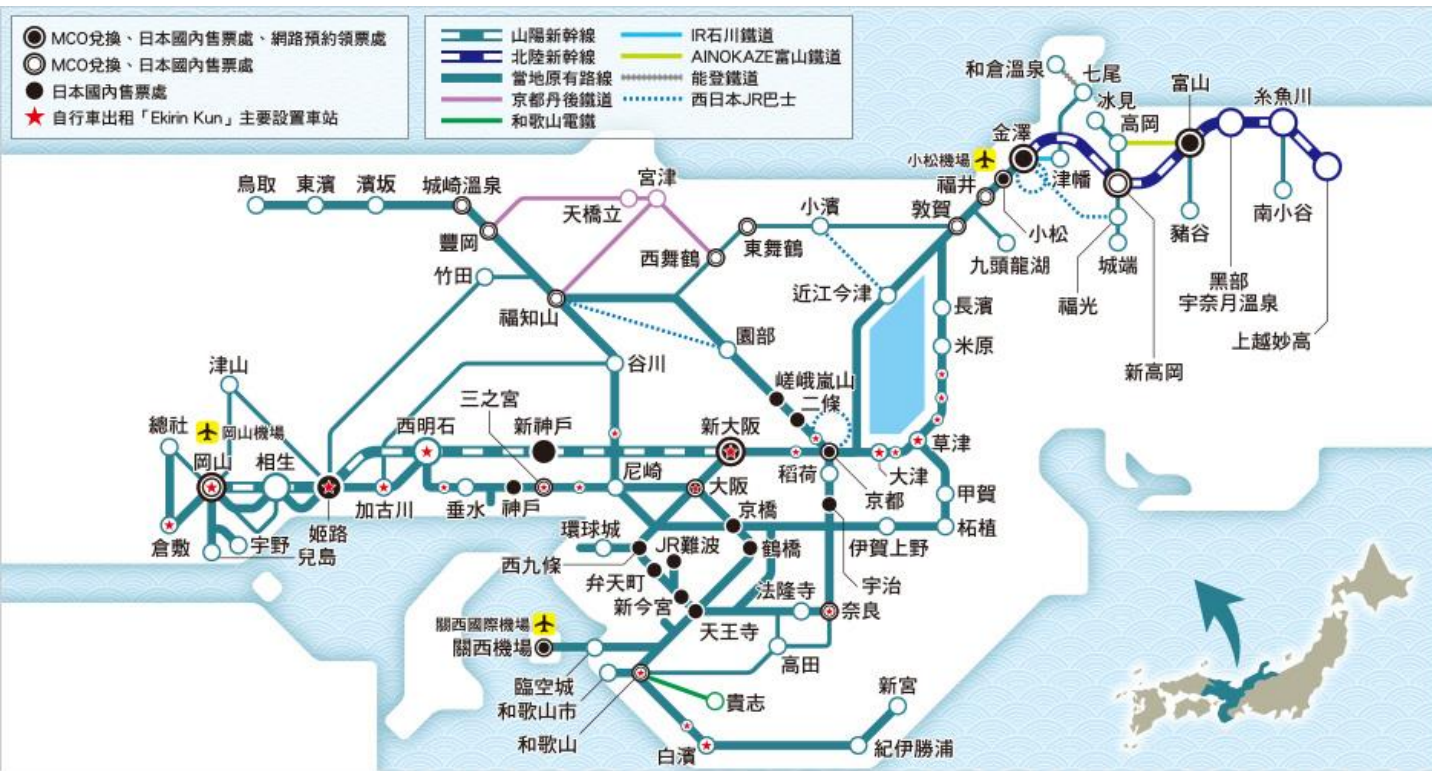 MCO兌換、日本國內售票處、網路預約領票處
MCO兌換、日本國內售票處
日本國內售票處
自行車出租「Ekirin Kun」主要設置車站
山陽新幹線
北陸新幹線
當地原有路線
京都丹後鐵道
和歌山電鐵
IR石川鐵道
AINOKAZE富山鐵道
能登鐵道
西日本JR巴士
和倉溫泉
七尾
冰見
高岡
富山
糸魚川
金澤
小松機場
津幡
福井
小松
九頭龍湖
敦賀
城端
福光
新高岡
豬谷
黑部
宇奈月溫泉
南小谷
上越妙高
鳥取
東濱
濱坂
城崎溫泉
宮津
天橋立
豐岡
竹田
西舞鶴
東舞鶴
小濱
近江今津
長濱
米原
福知山
園部
谷川
嵯峨嵐山
二條
津山
三之宮
總社
岡山機場
岡山
相生
西明石
新神戶
新大阪
稻荷
大津
京都
草津
甲賀
柘植
倉敷
宇野
兒島
姬路
加古川
垂水
神戶
尼崎
大阪
京橋
環球城
西九條
JR難波
鶴橋
伊賀上野
弁天町
新今宮
天王寺
法隆寺
宇治
奈良
高田
關西國際機場
關西機場
臨空城
和歌山市
和歌山
貴志
白濱
新宮
紀伊勝浦